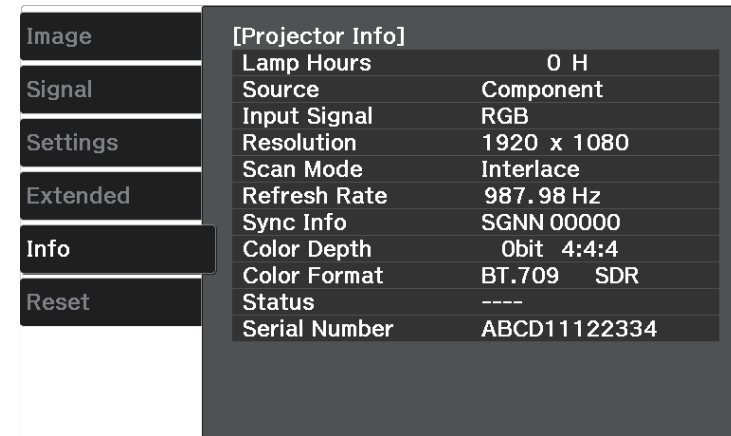 Image
Signal
Settings
Extended
Info
Reset
[Projector Info]
Lamp Hours 0 H
Source Component
Input Signal RGB
Resolution 1920 x 1080
Scan Mode Interlace
Refresh Rate 987.98 Hz
Sync Info SGNN 00000
Color Depth 0bit 4:4:4
Color Format BT.709 SDR
Status ----
Serial Number ABCD11122334